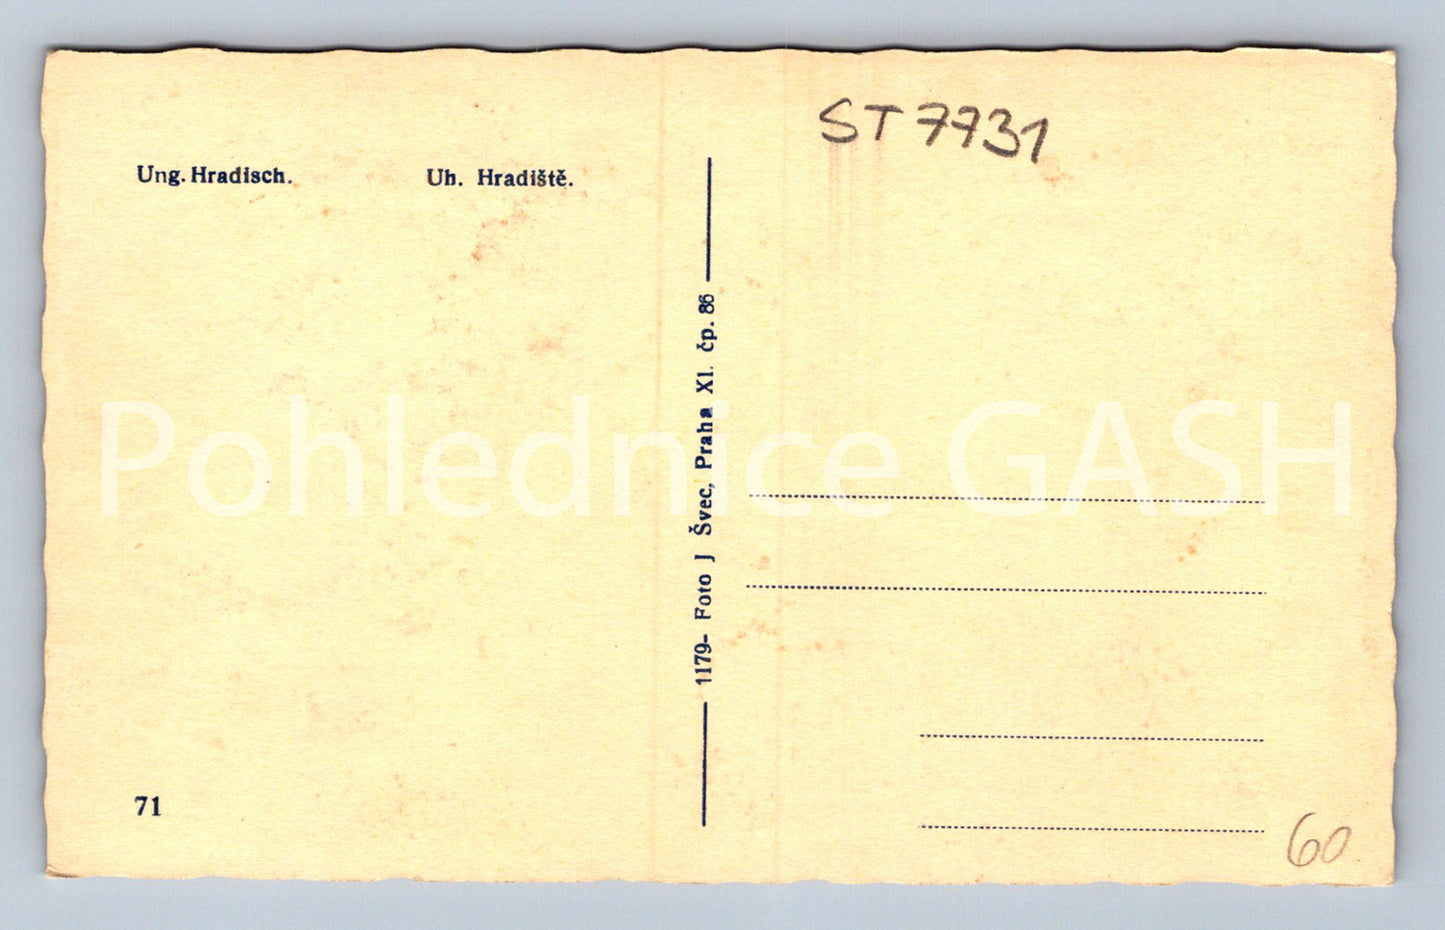 ST 7731
Ung. Hradisch. Uh. Hradiště.
1179- Foto J Švec, Praha XI. čp. 86
Pohlednice GASH
71
60